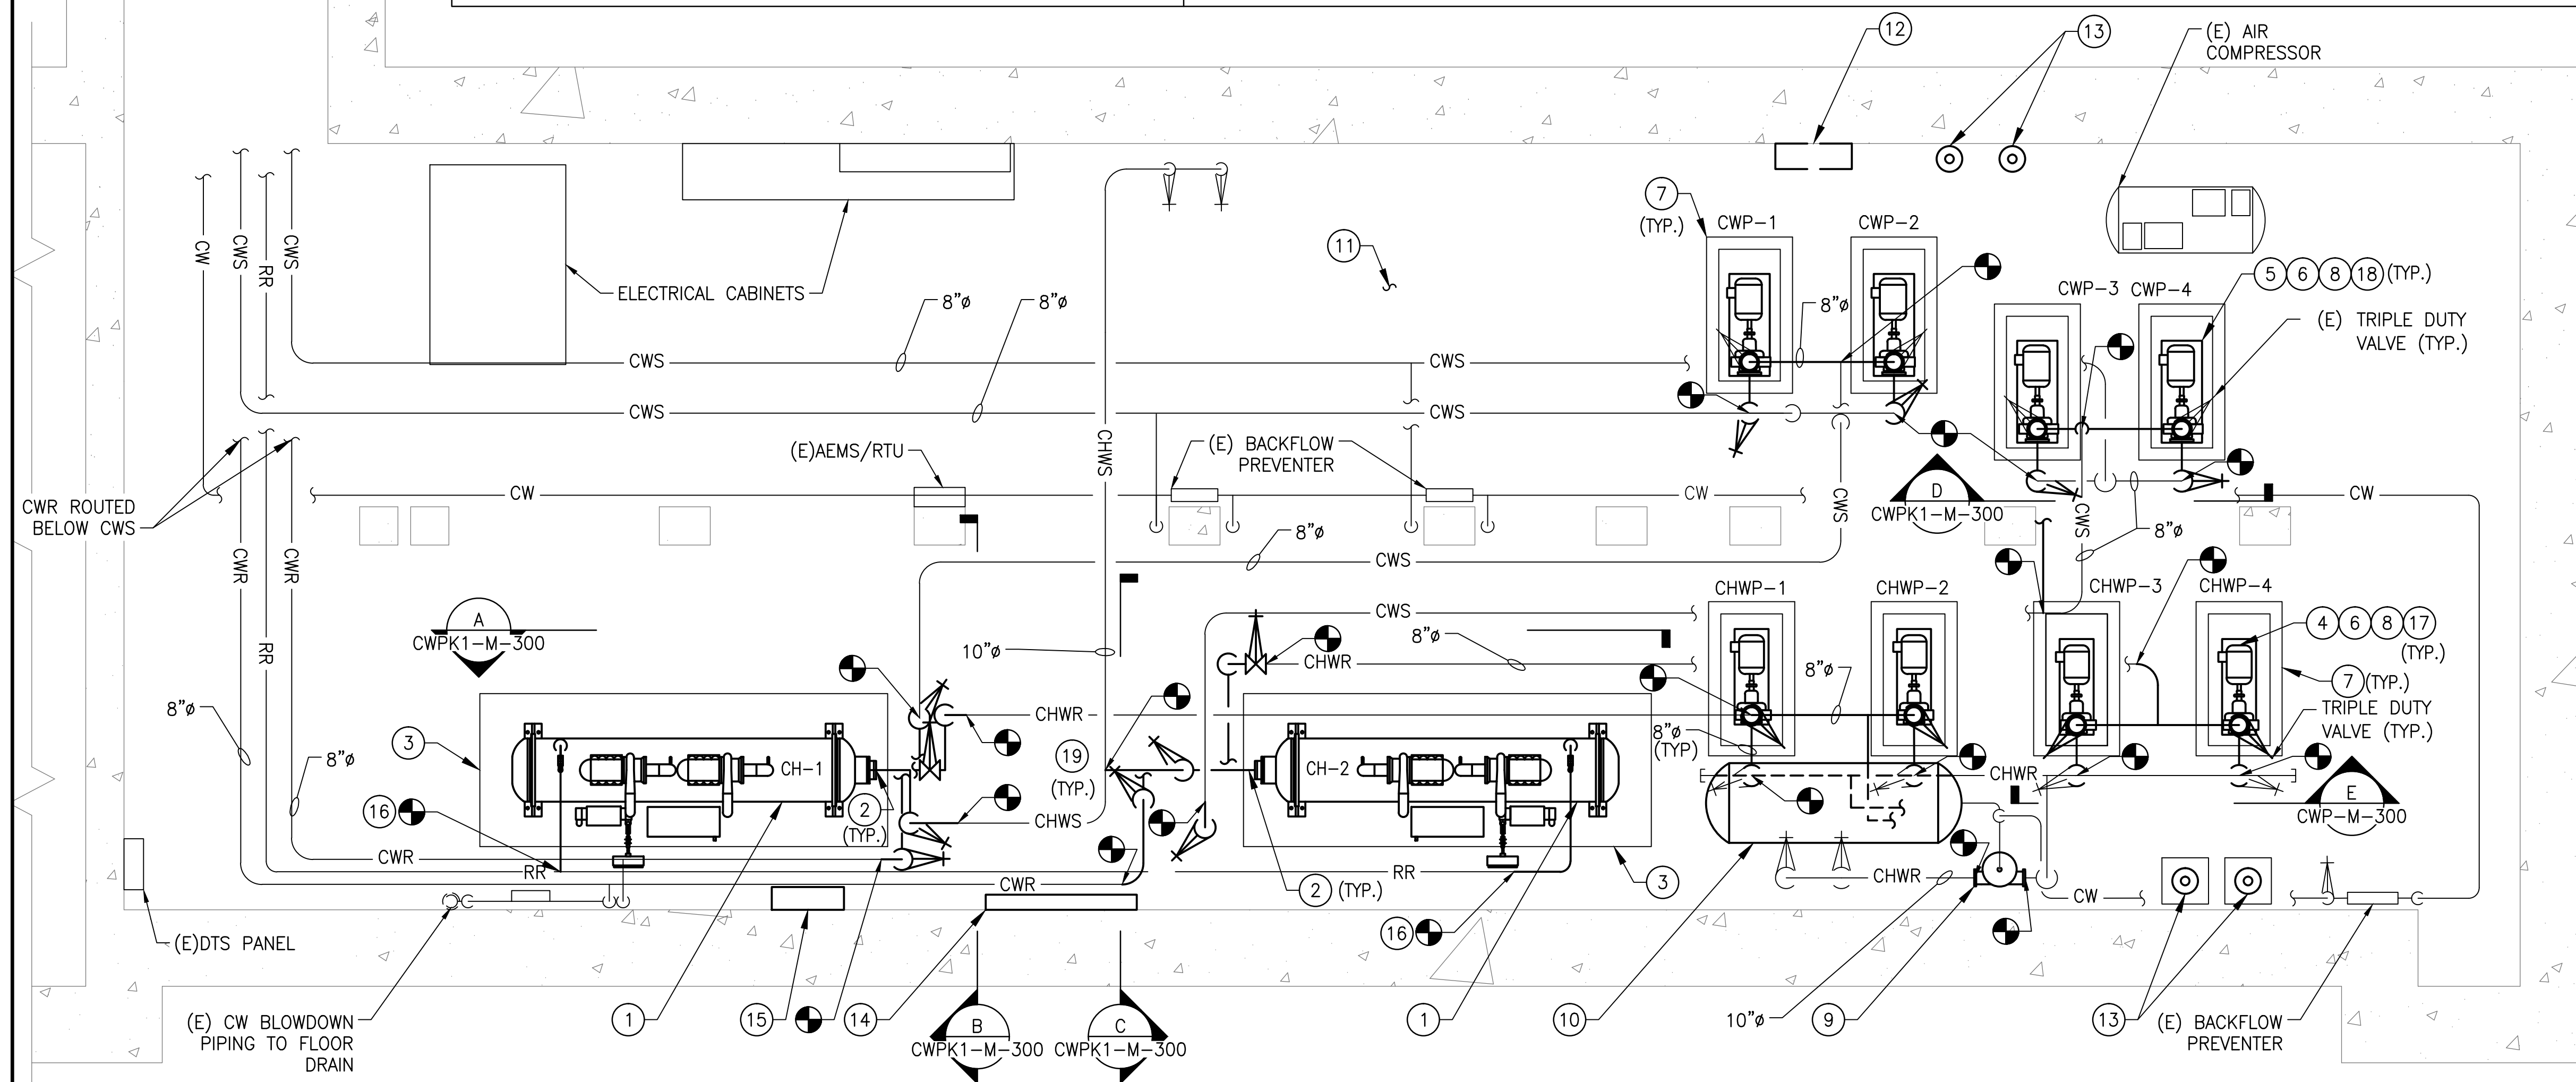 12
13
(E) AIR
COMPRESSOR
7
(TYP.)
CWP-1
CWP-2
11
CW
CWS
RR
CWS
ELECTRICAL CABINETS
8"ø
8"ø
8"ø
CWP-3
CWP-4
5 6 8 18 (TYP.)
(E) TRIPLE DUTY
VALVE (TYP.)
CWS
CWS
CWS
CWS
CHWS
(E)AEMS/RTU
(E) BACKFLOW
PREVENTER
CW
CW
CW
CWR ROUTED
BELOW CWS
D
CWPK1-M-300
CWS
CWS
8"ø
8"ø
CWS
CWR
CWR
RR
A
CWPK1-M-300
10"ø
CWS
8"ø
CHWR
CHWP-1
CHWP-2
CHWP-3
CHWP-4
4 6 8 17
(TYP.)
7 (TYP.)
TRIPLE DUTY
VALVE (TYP.)
8"ø
8"ø
8"ø
(TYP)
8"ø
3
CHWR
19
(TYP.)
CH-1
CH-2
CHWR
2
(TYP.)
CHWS
16
CWR
RR
CWR
RR
2 (TYP.)
3
16
CHWR
CW
E
CWP-M-300
(E)DTS PANEL
(E) CW BLOWDOWN
PIPING TO FLOOR
DRAIN
1
15
14
B
CWPK1-M-300
C
CWPK1-M-300
1
10
10"ø
9
13
(E) BACKFLOW
PREVENTER